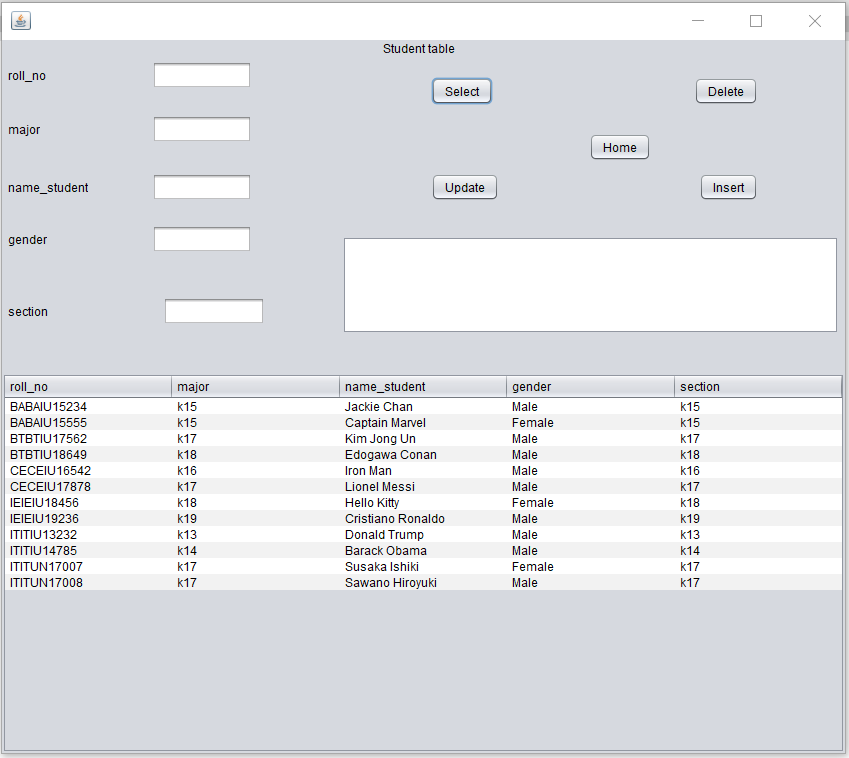 Student table
roll_no
Select Delete
major
Home
name_student Update Insert
gender
section
roll_no major name_student gender section
BABAIU15234 k15 Jackie Chan Male k15
BABAIU15555 k15 Captain Marvel Female k15
BTBTIU17562 k17 Kim Jong Un Male k17
BTBTIU18649 k18 Edogawa Conan Male k18
CECEIU16542 k16 Iron Man Male k16
CECEIU17878 k17 Lionel Messi Male k17
IEIEIU18456 k18 Hello Kitty Female k18
IEIEIU19236 k19 Cristiano Ronaldo Male k19
ITITIU13232 k13 Donald Trump Male k13
ITITIU14785 k14 Barack Obama Male k14
ITITUN17007 k17 Susaka Ishiki Female k17
ITITUN17008 k17 Sawano Hiroyuki Male k17